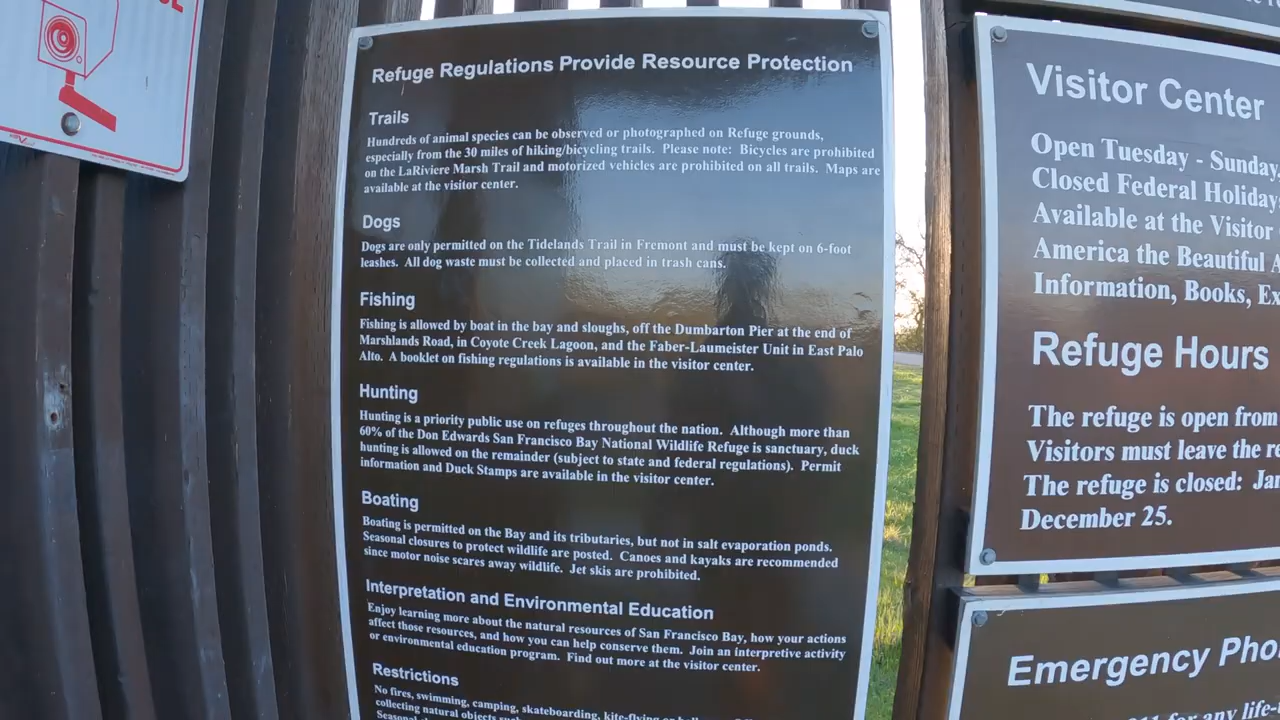 Refuge Regulations Provide Resource Protection
Trails
Hundreds of animal species can be observed or photographed on Refuge grounds,
especially from the 30 miles of hiking/bicycling trails. Please note: Bicycles are prohibited
on the LaRiviere Marsh Trail and motorized vehicles are prohibited on all trails. Maps are
available at the visitor center.
Dogs
Dogs are only permitted on the Tidelands Trail in Fremont and must be kept on 6-foot
leashes. All dog waste must be collected and placed in trash cans.
Fishing
Fishing is allowed by boat in the bay and sloughs, off the Dumbarton Pier at the end of
Marshlands Road, in Coyote Creek Lagoon, and the Faber-Laumeister Unit in East Palo
Alto. A booklet on fishing regulations is available in the visitor center.
Hunting
Hunting is a priority public use on refuges throughout the nation. Although more than
60% of the Don Edwards San Francisco Bay National Wildlife Refuge is sanctuary, duck
hunting is allowed on the remainder (subject to state and federal regulations). Permit
information and Duck Stamps are available in the visitor center.
Boating
Boating is permitted on the Bay and its tributaries, but not in salt evaporation ponds.
Seasonal closures to protect wildlife are posted. Canoes and kayaks are recommended
since motor noise scares away wildlife. Jet skis are prohibited.
Interpretation and Environmental Education
Enjoy learning more about the natural resources of San Francisco Bay, how your actions
affect those resources, and how you can help conserve them. Join an interpretive activity
or environmental education program. Find out more at the visitor center.
Restrictions
No fires, swimming, camping, skateboarding, kite-flying or
collecting natural objects
Visitor Center
Open Tuesday - Sunday.
Closed Federal Holiday
Available at the Visitor
America the Beautiful
Information, Books, Ex
Refuge Hours
The refuge is open from
Visitors must leave the re
The refuge is closed: Jan
December 25.
Emergency Pho
for any life-